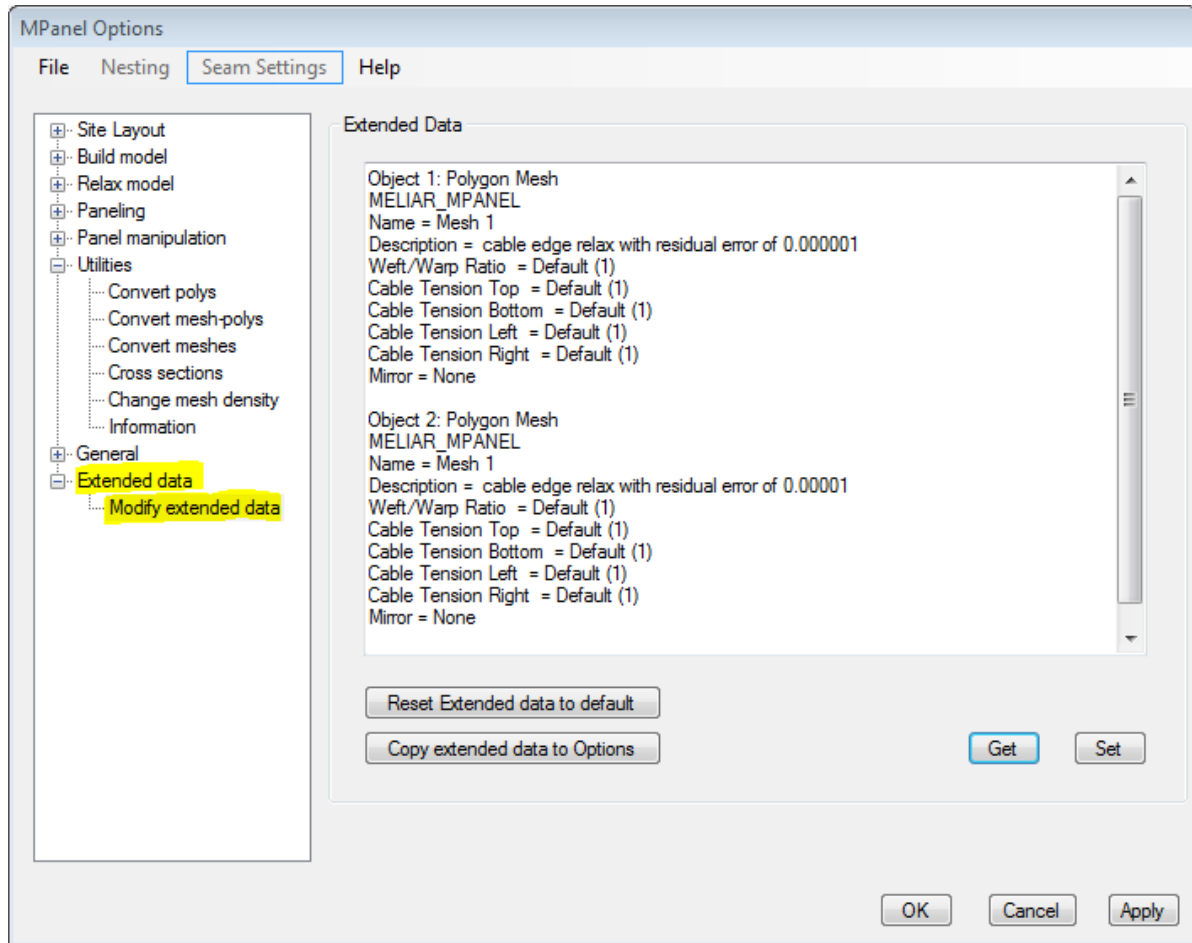 MPanel Options
File Nesting Seam Settings Help
Site Layout
Build model
Relax model
Paneling
Panel manipulation
Utilities
Convert polys
Convert mesh-polys
Convert meshes
Cross sections
Change mesh density
Information
General
Extended data
Modify extended data
Extended Data
Object 1: Polygon Mesh
MELIAR_MPANEL
Name = Mesh 1
Description =  cable edge relax with residual error of 0.000001
Weft/Warp Ratio  = Default (1)
Cable Tension Top  = Default (1)
Cable Tension Bottom  = Default (1)
Cable Tension Left  = Default (1)
Cable Tension Right  = Default (1)
Mirror = None
Object 2: Polygon Mesh
MELIAR_MPANEL
Name = Mesh 1
Description =  cable edge relax with residual error of 0.00001
Weft/Warp Ratio  = Default (1)
Cable Tension Top  = Default (1)
Cable Tension Bottom  = Default (1)
Cable Tension Left  = Default (1)
Cable Tension Right  = Default (1)
Mirror = None
Reset Extended data to default
Copy extended data to Options
Get Set
OK Cancel Apply